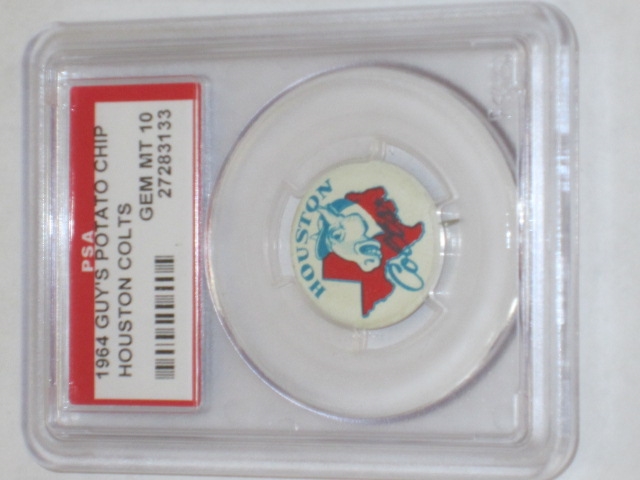 PSA
1964 GUY'S POTATO CHIP
HOUSTON COLTS
GEM MT 10
27283133
HOUSTON
Colts